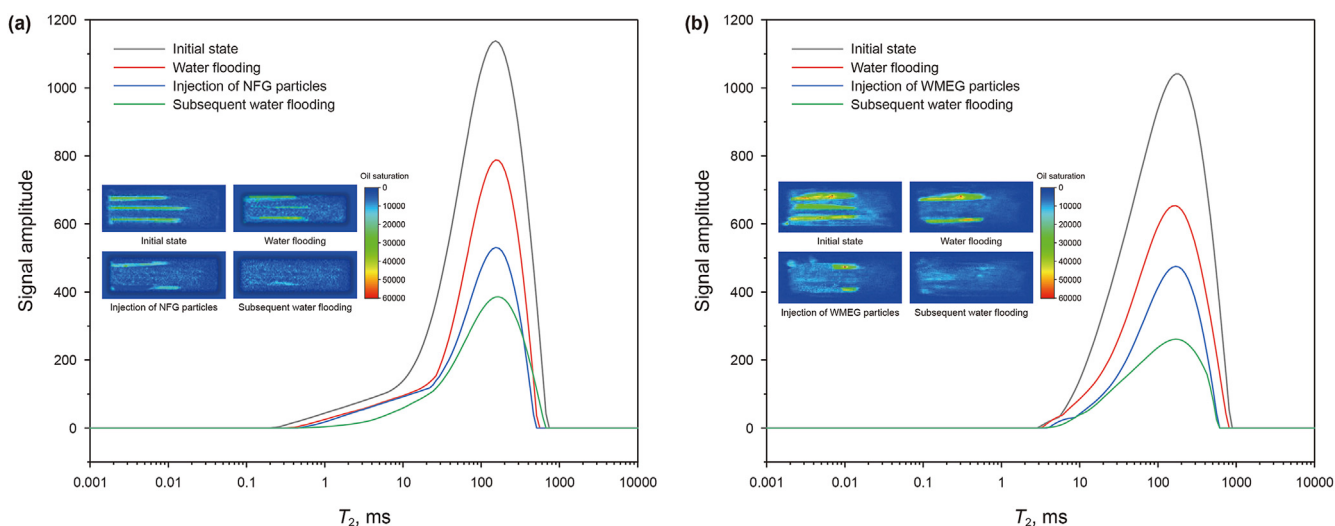 (a)
1200
1000
800
600
400
200
0
Signal amplitude
Initial state
Water flooding
Injection of NFG particles
Subsequent water flooding
Oil saturation
0
10000
20000
30000
40000
50000
60000
Initial state
Water flooding
Injection of NFG particles
Subsequent water flooding
0.001
0.01
0.1
1
10
100
1000
10000
T2, ms
(b)
1200
1000
800
600
400
200
0
Signal amplitude
Initial state
Water flooding
Injection of WMEG particles
Subsequent water flooding
Oil saturation
0
10000
20000
30000
40000
50000
60000
Initial state
Water flooding
Injection of WMEG particles
Subsequent water flooding
0.001
0.01
0.1
1
10
100
1000
10000
T2, ms